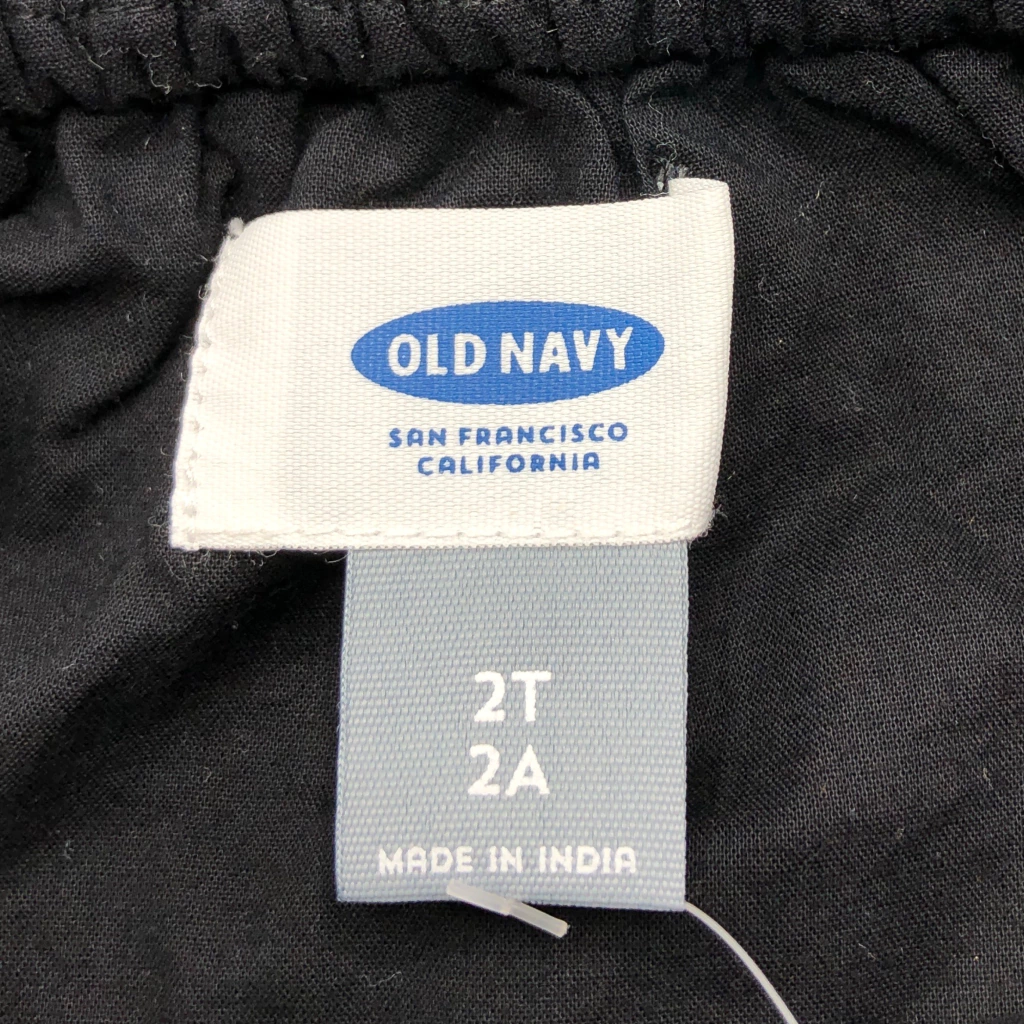 OLD NAVY
SAN FRANCISCO
CALIFORNIA
2T
2A
MADE IN INDIA